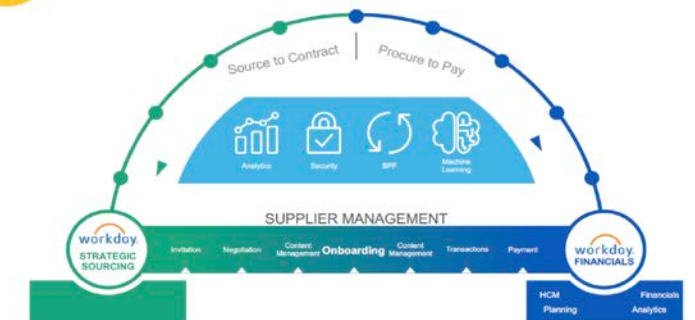 Source to Contract
Procure to Pay
Analytics
Security
BPF
Machine
Learning
SUPPLIER MANAGEMENT
workday.
STRATEGIC
SOURCING
Invitation
Negotiation
Content
Management
Onboarding
Content
Management
Transactions
Payment
workday.
FINANCIALS
HCM
Financials
Planning
Analytics